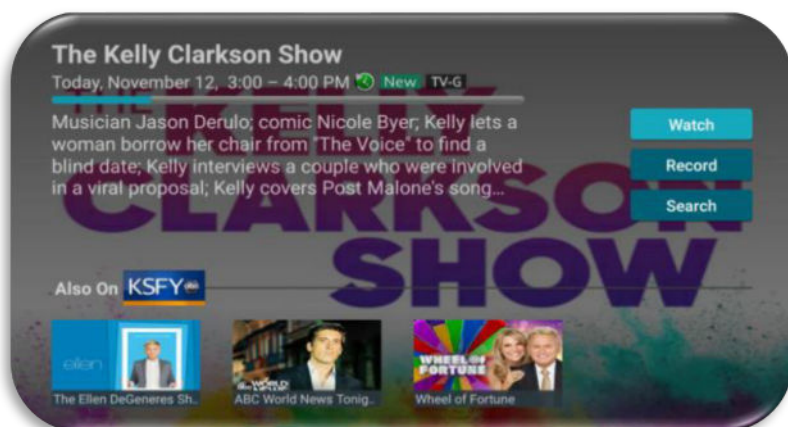 The Kelly Clarkson Show
Today, November 12, 3:00 – 4:00 PM New TV-G
Musician Jason Derulo; comic Nicole Byer; Kelly lets a
woman borrow her chair from "The Voice" to find a
blind date; Kelly interviews a couple who were involved
in a viral proposal; Kelly covers Post Malone's song...
Watch
Record
Search
THE
KELLY
CLARKSON
SHOW
Also On KSFY
ellen
WORLD
WHEEL OF
FORTUNE
The Ellen DeGeneres Sh..
ABC World News Tonig..
Wheel of Fortune